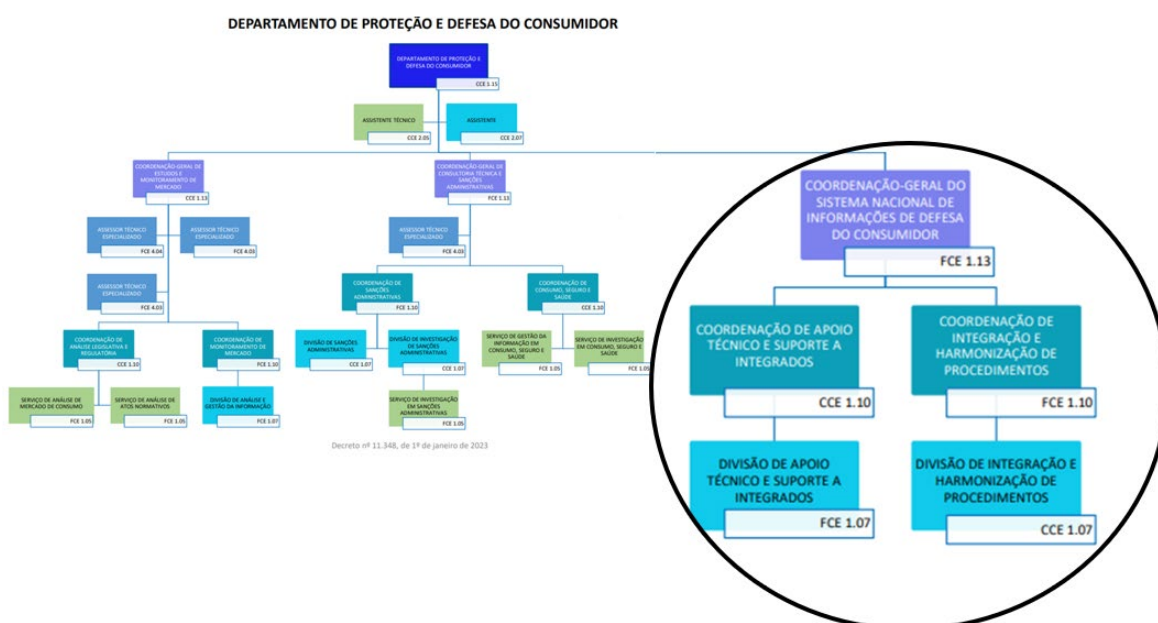 DEPARTAMENTO DE PROTEÇÃO E DEFESA DO CONSUMIDOR
DEPARTAMENTO DE PROTEÇÃO E
DEFESA DO CONSUMIDOR
CCE 1.15
ASSISTENTE TÉCNICO
CCE 2.05
ASSISTENTE
CCE 2.07
COORDENAÇÃO-GERAL DE
ESTUDOS E
MONITORAMENTO DE
MERCADO
CCE 1.13
COORDENAÇÃO GERAL DE
CONSULTORIA TÉCNICA E
SANÇÕES
ADMINISTRATIVAS
FCE 1.13
COORDENAÇÃO-GERAL DO
SISTEMA NACIONAL DE
INFORMAÇÕES DE DEFESA
DO CONSUMIDOR
FCE 1.13
ASSESSOR TÉCNICO
ESPECIALIZADO
FCE 4.04
ASSESSOR TÉCNICO
ESPECIALIZADO
FCE 4.03
ASSESSOR TÉCNICO
ESPECIALIZADO
FCE 4.03
ASSESSOR TÉCNICO
ESPECIALIZADO
FCE 4.03
COORDENAÇÃO DE
SANÇÕES
ADMINISTRATIVAS
FCE 1.10
COORDENAÇÃO DE
CONSUMO, SEGURO E
SAÚDE
CCE 1.10
COORDENAÇÃO DE APOIO
TÉCNICO E SUPORTE A
INTEGRADOS
CCE 1.10
COORDENAÇÃO DE
INTEGRAÇÃO E
HARMONIZAÇÃO DE
PROCEDIMENTOS
FCE 1.10
COORDENAÇÃO DE
ANÁLISE LEGISLATIVA E
REGULATÓRIA
CCE 1.10
COORDENAÇÃO DE
MONITORAMENTO DE
MERCADO
FCE 1.10
DIVISÃO DE SANÇÕES
ADMINISTRATIVAS
CCE 1.07
DIVISÃO DE INVESTIGAÇÃO
DE SANÇÕES
ADMINISTRATIVAS
CCE 1.07
SERVIÇO DE GESTÃO DA
INFORMAÇÃO EM
CONSUMO, SEGURO E
SAÚDE
FCE 1.05
SERVIÇO DE INVESTIGAÇÃO
EM CONSUMO, SEGURO E
SAÚDE
FCE 1.05
SERVIÇO DE ANÁLISE DE
MERCADO DE CONSUMO
FCE 1.05
SERVIÇO DE ANÁLISE DE
ATOS NORMATIVOS
FCE 1.05
DIVISÃO DE ANÁLISE E
GESTÃO DA INFORMAÇÃO
FCE 1.07
SERVIÇO DE INVESTIGAÇÃO
EM SANÇÕES
ADMINISTRATIVAS
FCE 1.05
DIVISÃO DE APOIO
TÉCNICO E SUPORTE A
INTEGRADOS
FCE 1.07
DIVISÃO DE INTEGRAÇÃO E
HARMONIZAÇÃO DE
PROCEDIMENTOS
CCE 1.07
Decreto nº 11.348, de 1º de janeiro de 2023